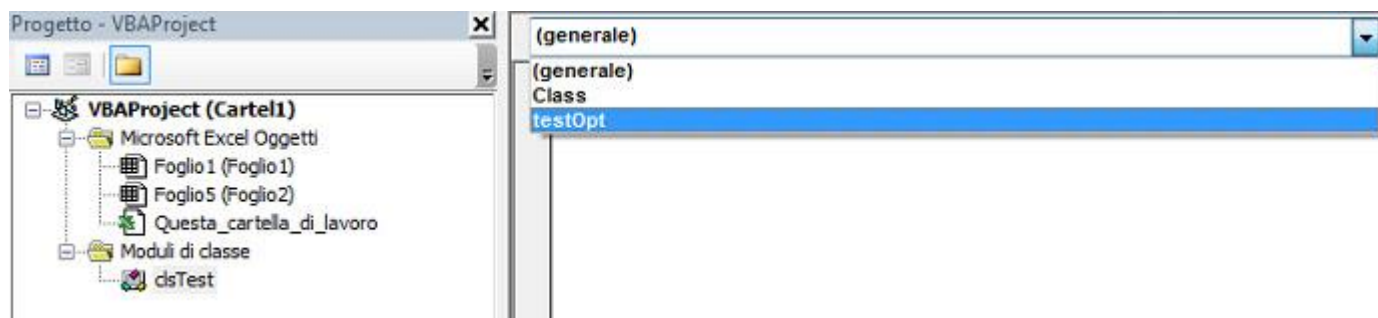 Progetto - VBAProject
VBAProject (Cartel1)
Microsoft Excel Oggetti
Foglio1 (Foglio1)
Foglio5 (Foglio2)
Questa_cartella_di_lavoro
Moduli di classe
clsTest
(generale)
(generale)
Class
testOpt